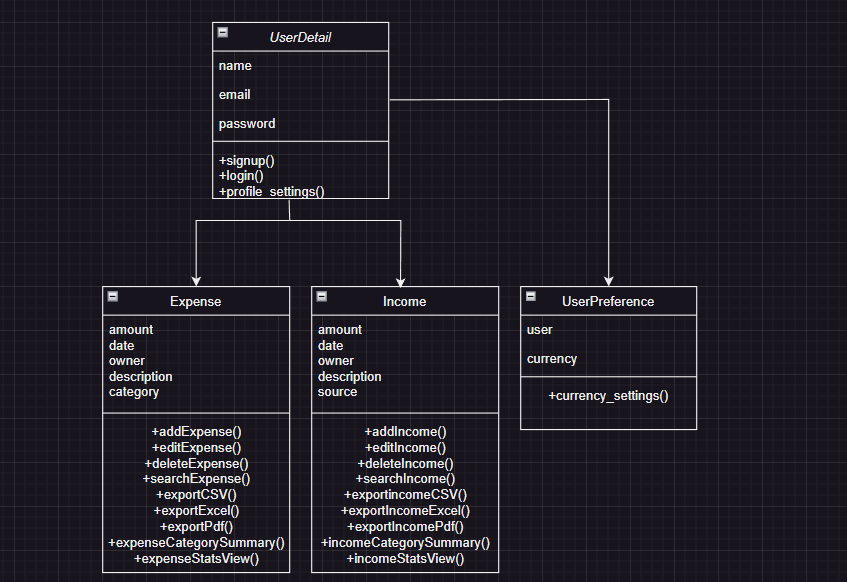 UserDetail
name
email
password
+signup()
+login()
+profile_settings()
Expense
amount
date
owner
description
category
+addExpense()
+editExpense()
+deleteExpense()
+searchExpense()
+exportCSV()
+exportExcel()
+exportPdf()
+expenseCategorySummary()
+expenseStatsView()
Income
amount
date
owner
description
source
+addIncome()
+editIncome()
+deleteIncome()
+searchIncome()
+exportincomeCSV()
+exportIncomeExcel()
+exportIncomePdf()
+incomeCategorySummary()
+incomeStatsView()
UserPreference
user
currency
+currency_settings()